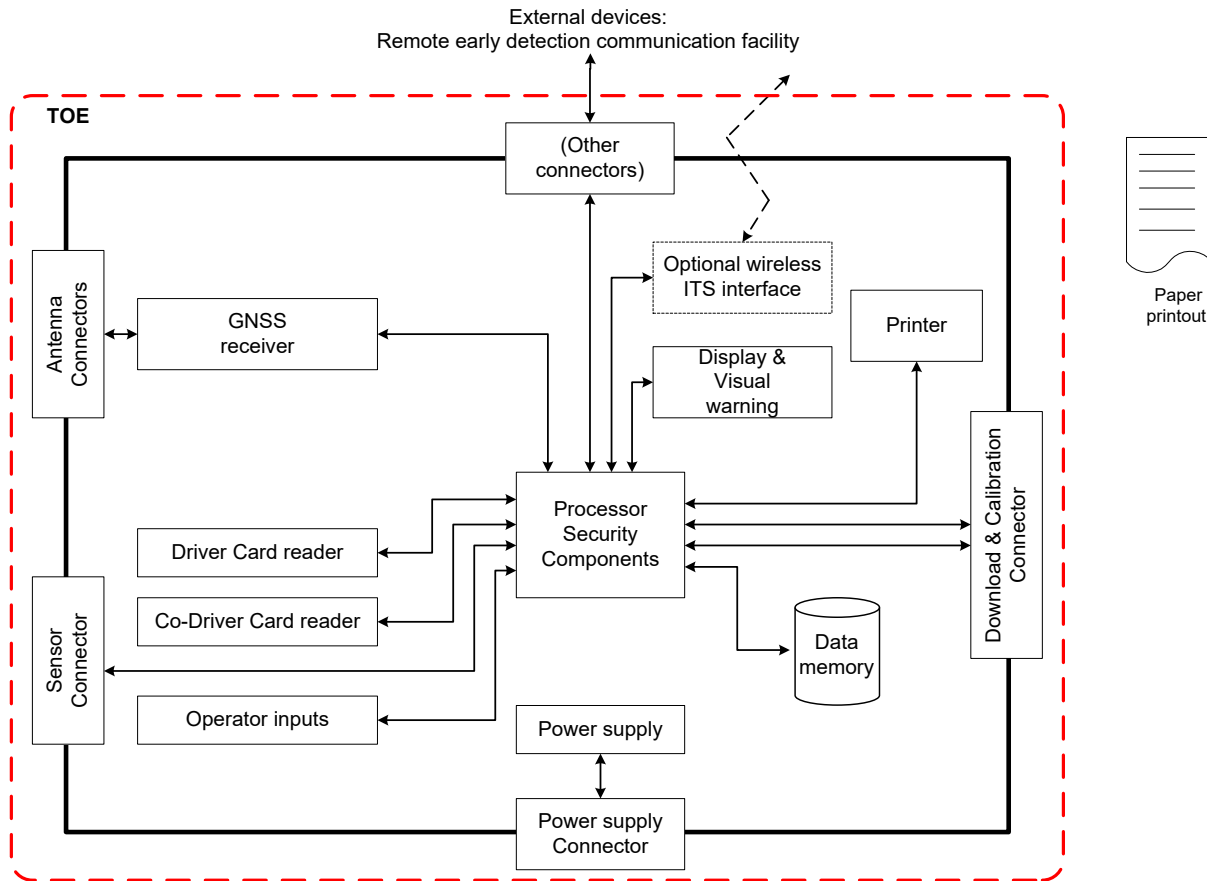 External devices:
Remote early detection communication facility
TOE
(Other
connectors)
Optional wireless
ITS interface
Antenna
Connectors
GNSS
receiver
Printer
Paper
printout
Display &
Visual
warning
Processor
Security
Components
Download & Calibration
Connector
Driver Card reader
Co-Driver Card reader
Sensor
Connector
Operator inputs
Data
memory
Power supply
Power supply
Connector